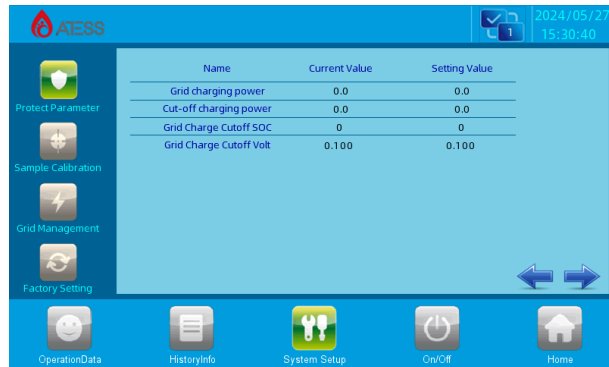 ATESS
1
2024/05/27
15:30:40
Name Current Value Setting Value
Grid charging power 0.0 0.0
Cut-off charging power 0.0 0.0
Grid Charge Cutoff SOC 0 0
Grid Charge Cutoff Volt 0.100 0.100
Protect Parameter
Sample Calibration
Grid Management
Factory Setting
OperationData HistoryInfo System Setup On/Off Home